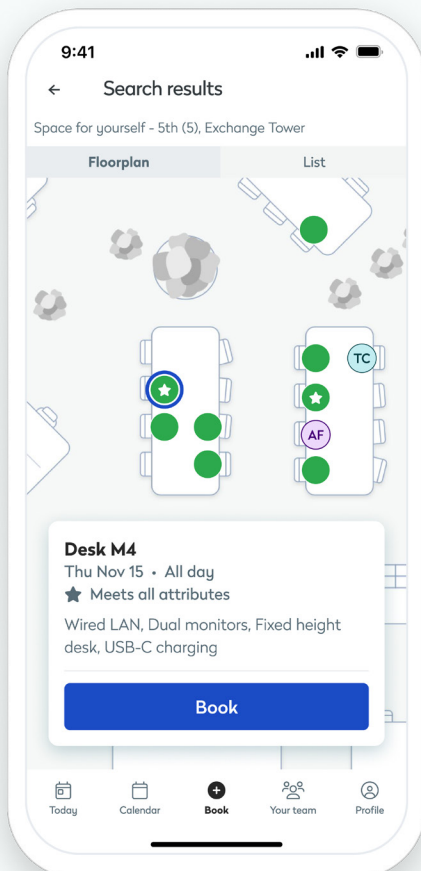 9:41
Search results
Space for yourself - 5th (5), Exchange Tower
Floorplan
List
TC
AF
Desk M4
Thu Nov 15 • All day
Meets all attributes
Wired LAN, Dual monitors, Fixed height
desk, USB-C charging
Book
Today
Calendar
Book
Your team
Profile